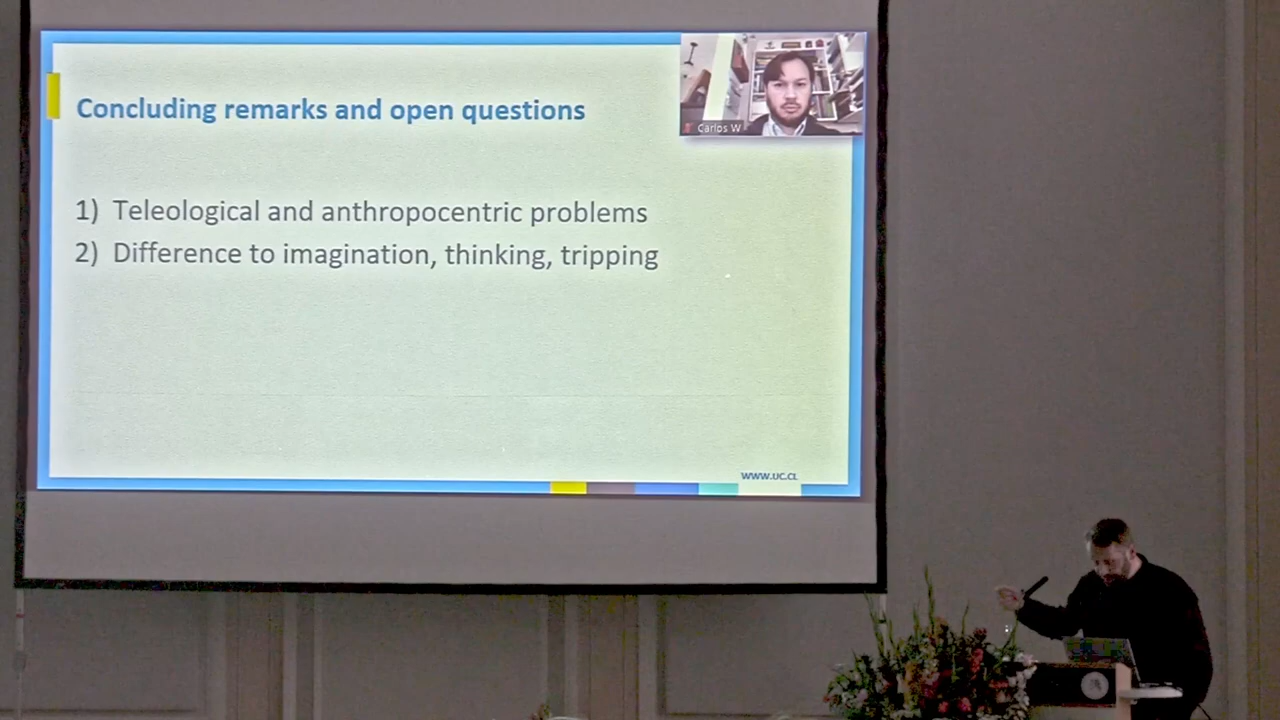 Concluding remarks and open questions
Carlos W
1) Teleological and anthropocentric problems
2) Difference to imagination, thinking, tripping
WWW.UC.CL